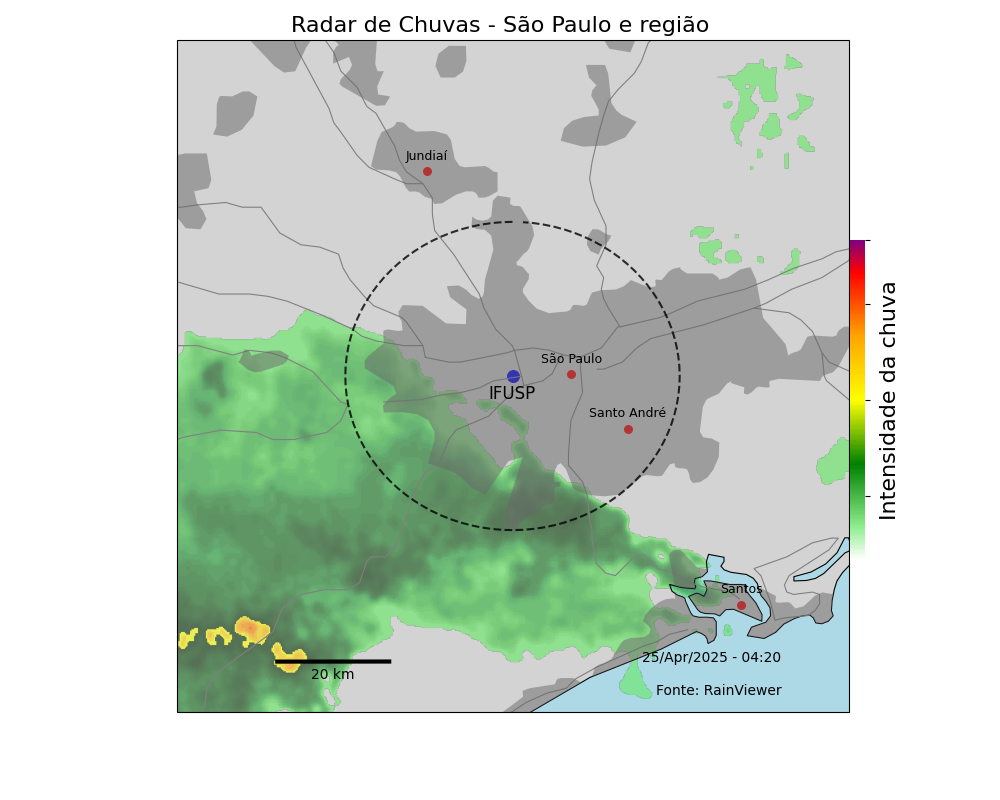 Radar de Chuvas - São Paulo e região
Jundiaí
São Paulo
IFUSP
Santo André
Intensidade da chuva
Santos
25/Apr/2025 - 04:20
20 km
Fonte: RainViewer